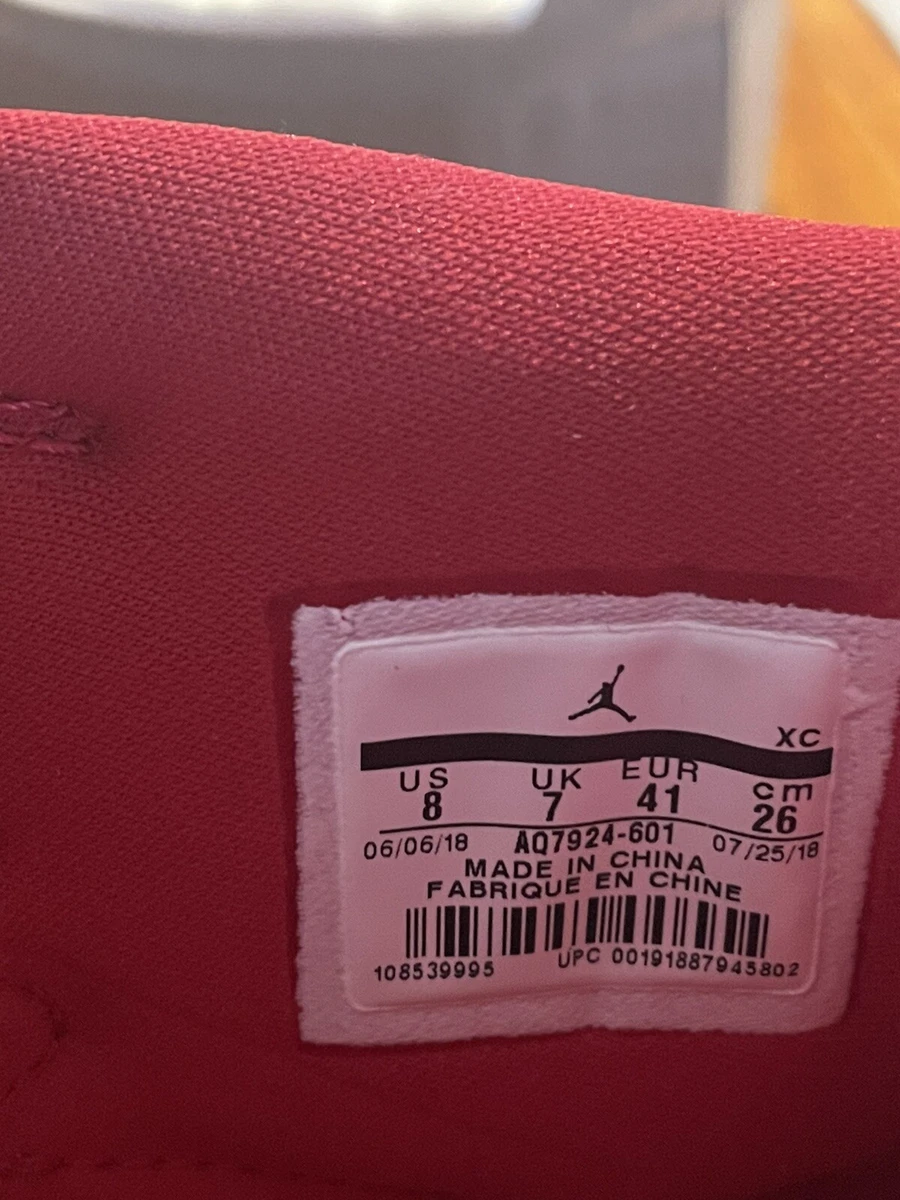 XC
US UK EUR cm
8 7 41 26
06/06/18 AQ7924-601 07/25/18
MADE IN CHINA
FABRIQUE EN CHINE
108539995 UPC 00191887945802